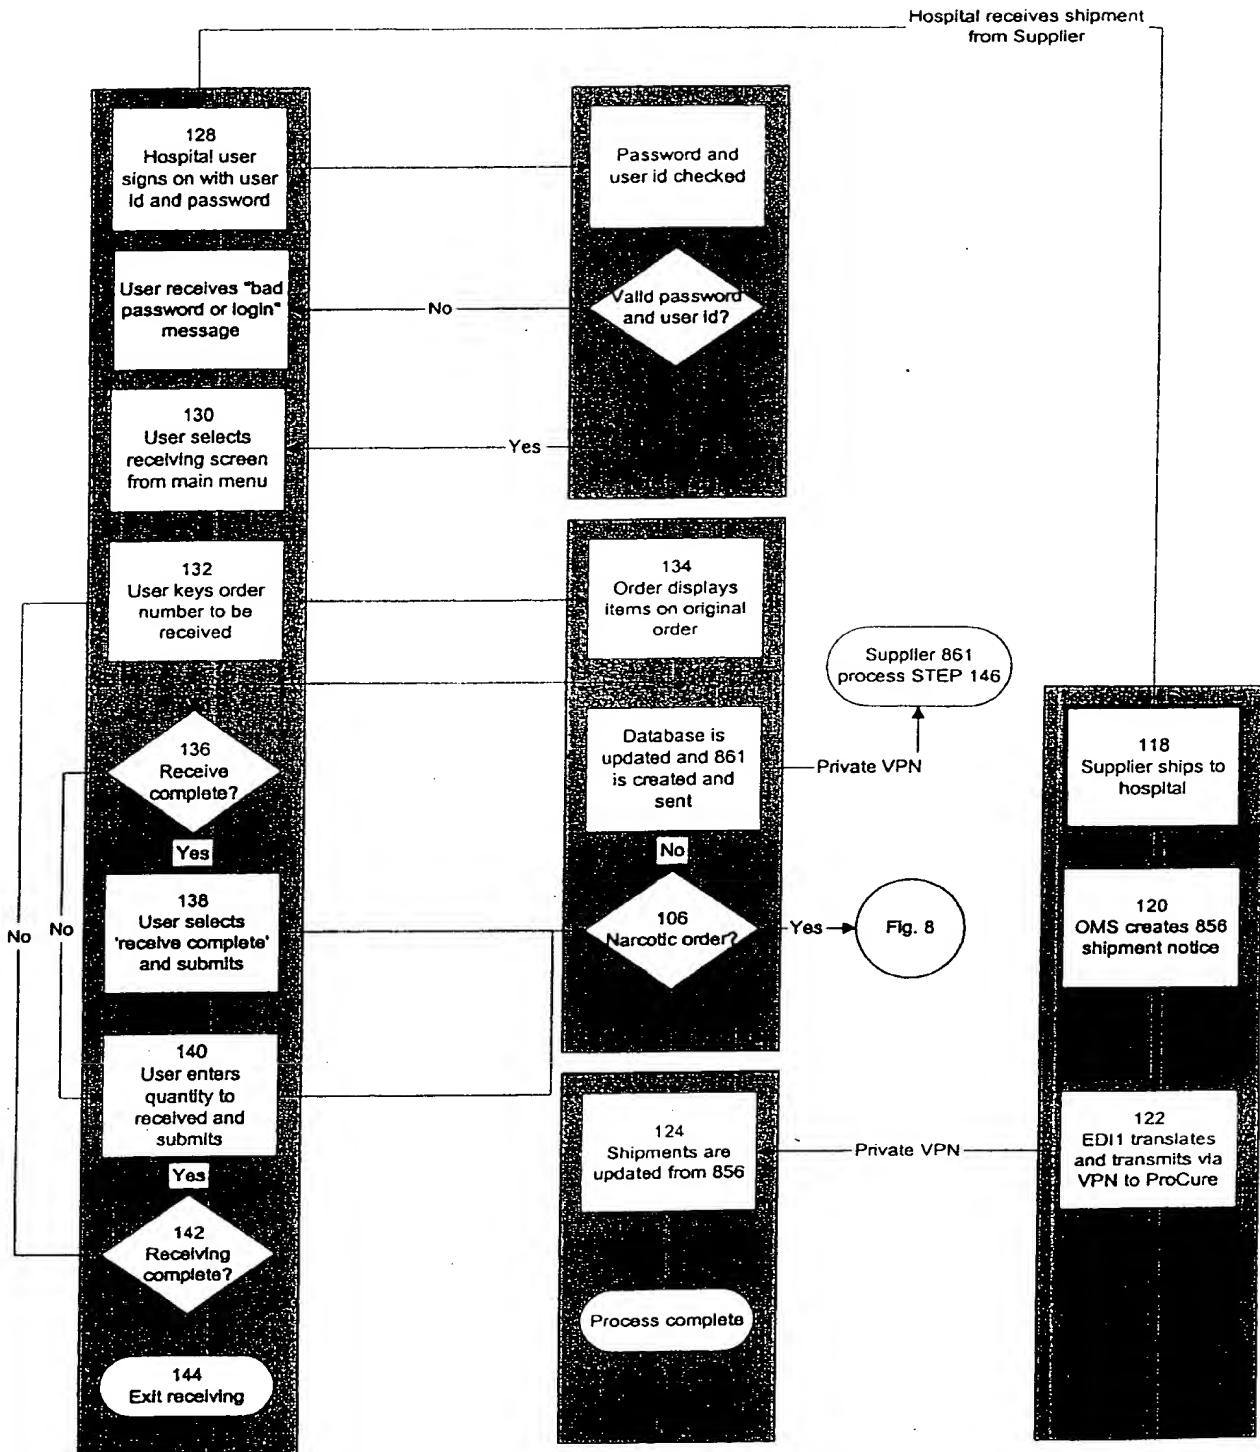 Hospital receives shipment
from Supplier
128
Hospital user
signs on with user
id and password
Password and
user id checked
User receives "bad
password or login"
message
No
Valid password
and user id?
130
User selects
receiving screen
from main menu
Yes
132
User keys order
number to be
received
134
Order displays
items on original
order
Supplier 861
process STEP 146
136
Receive
complete?
Database is
updated and 861
is created and
sent
Private VPN
118
Supplier ships to
hospital
Yes
No
No
No
138
User selects
'receive complete'
and submits
106
Narcotic order?
Yes
Fig. 8
120
OMS creates 856
shipment notice
140
User enters
quantity to
received and
submits
124
Shipments are
updated from 856
Private VPN
122
EDI1 translates
and transmits via
VPN to ProCure
Yes
142
Receiving
complete?
Process complete
144
Exit receiving